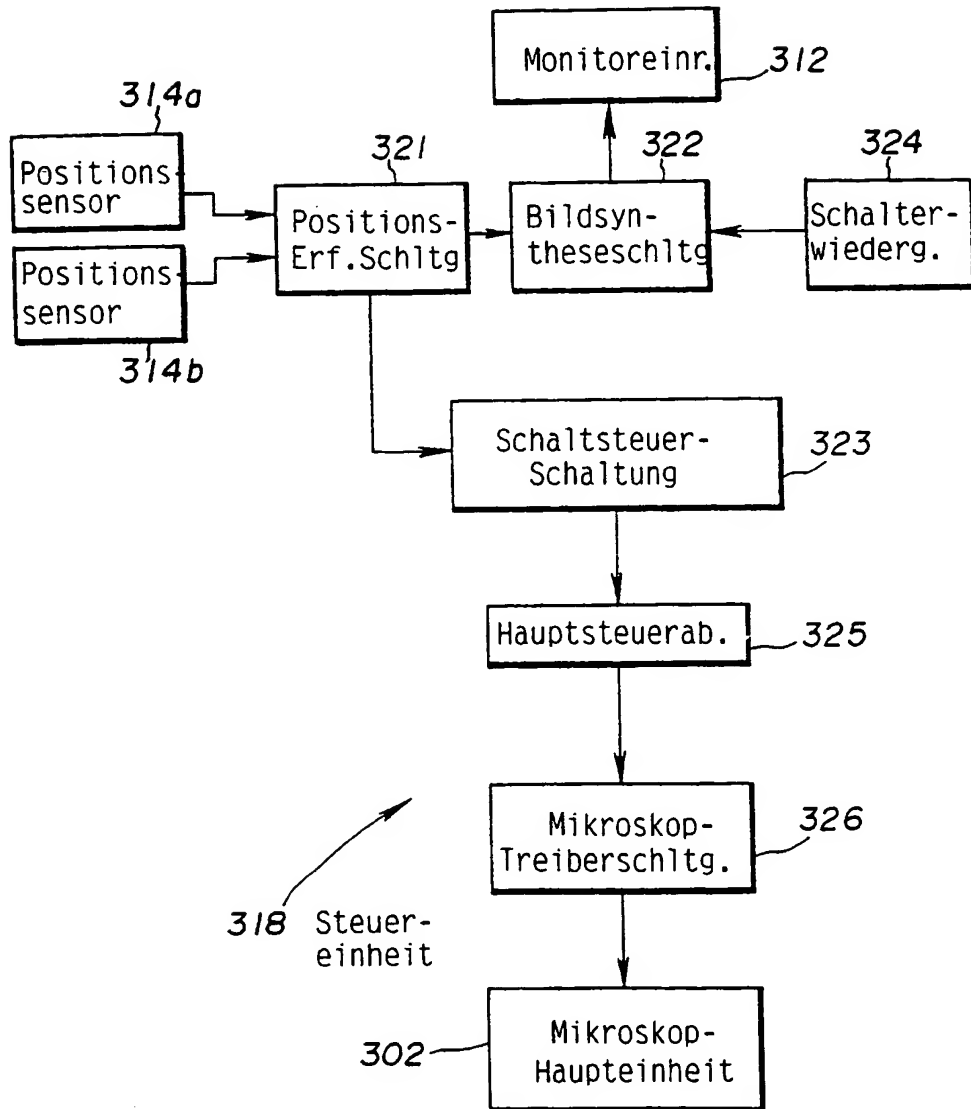 Monitoreinr.
312
314a
Positions-
sensor
321
Positions-
Erf.Schltg
322
Bildsyn-
theseschltg
324
Schalter-
wiederg.
Positions-
sensor
314b
Schaltsteuer-
Schaltung
323
Hauptsteuerab.
325
Mikroskop-
Treiberschltg.
326
318 Steuer-
einheit
Mikroskop-
Haupteinheit
302